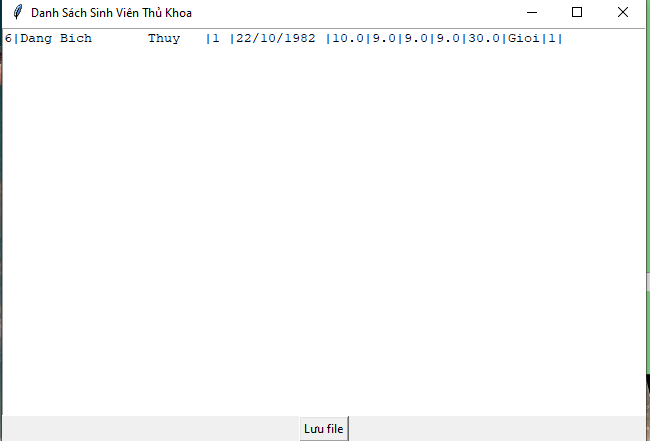 Danh Sách Sinh Viên Thủ Khoa
6|Dang Bich       Thuy   |1 |22/10/1982 |10.0|9.0|9.0|9.0|30.0|Gioi|1|
Lưu file